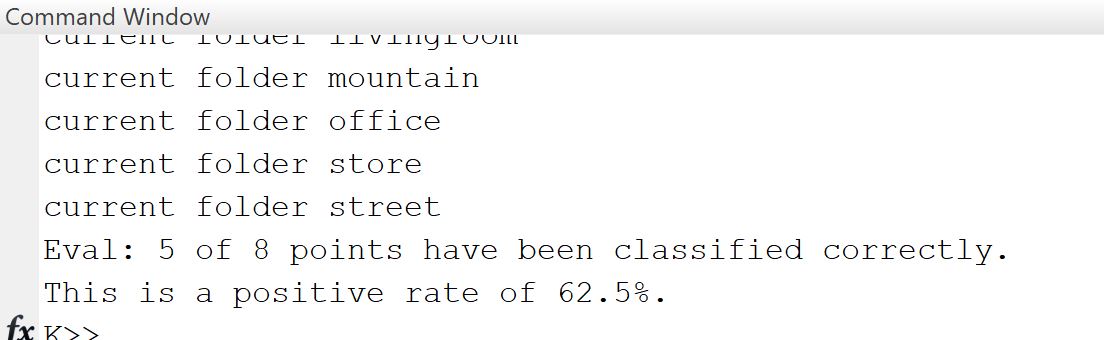 Command Window
current folder livingroom
current folder mountain
current folder office
current folder store
current folder street
Eval: 5 of 8 points have been classified correctly.
This is a positive rate of 62.5%.
fx K>>